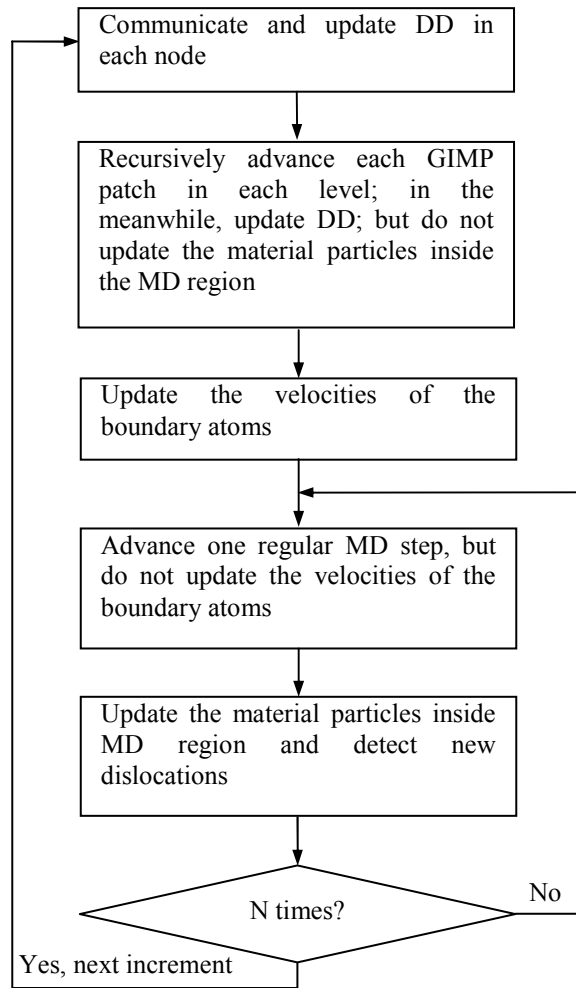 Communicate and update DD in
each node
Recursively advance each GIMP
patch in each level; in the
meanwhile, update DD; but do not
update the material particles inside
the MD region
Update the velocities of the
boundary atoms
Advance one regular MD step, but
do not update the velocities of the
boundary atoms
Update the material particles inside
MD region and detect new
dislocations
N times?
No
Yes, next increment